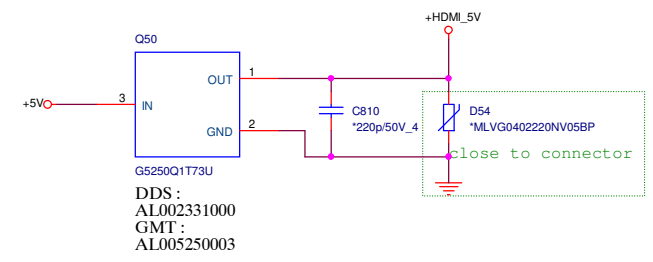 +HDMI_5V
Q50
OUT 1
+5V 3 IN
C810 D54
*220p/50V_4 *MLVG0402220NV05BP
GND 2
close to connector
G5250Q1T73U
DDS :
AL002331000
GMT :
AL005250003